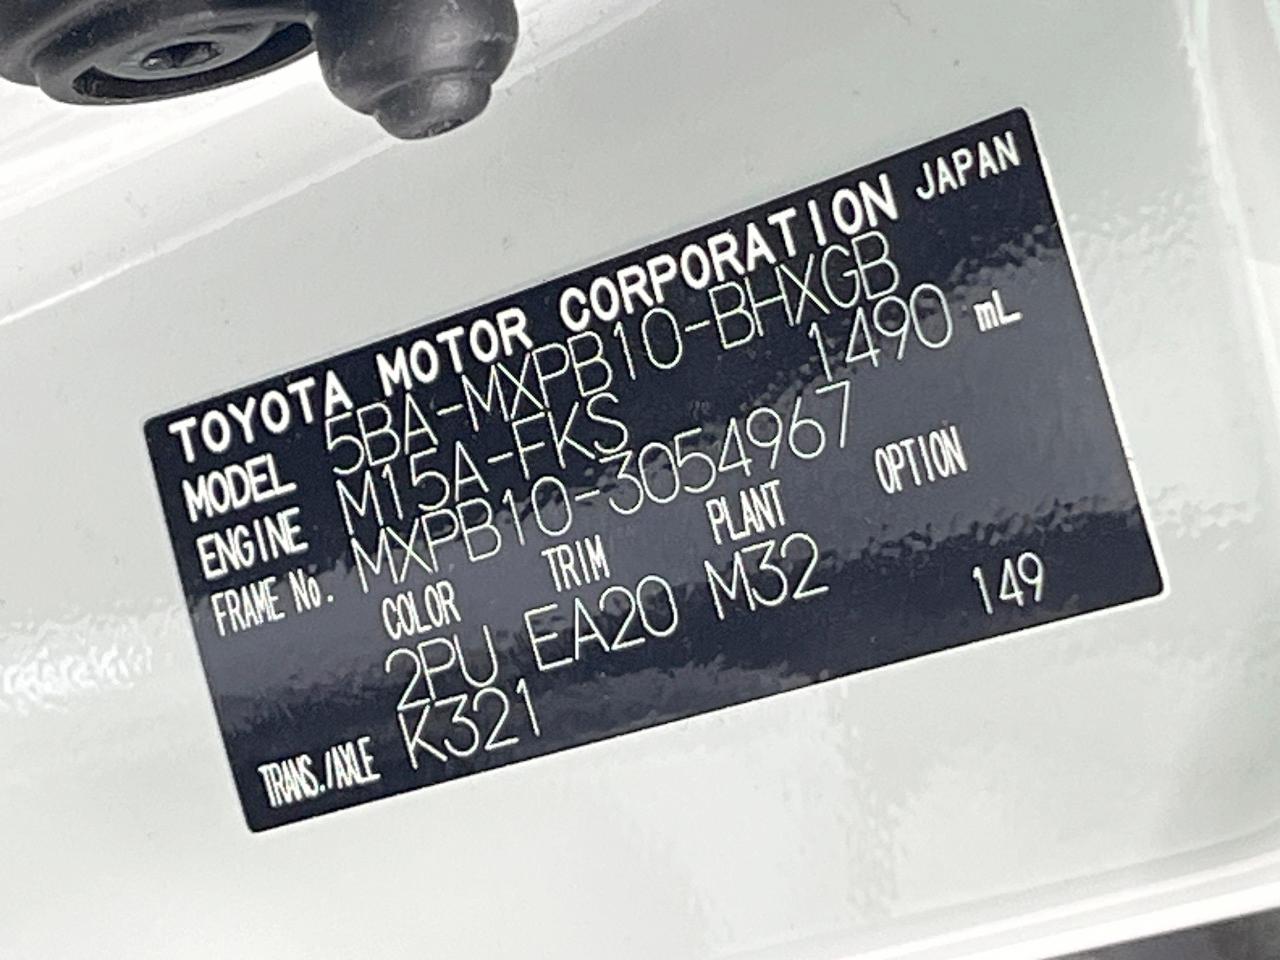 TOYOTA MOTOR CORPORATION JAPAN
MODEL 5BA-MXPB10-BHXGB
ENGINE M15A-FKS 1490 mL
FRAME No. MXPB10-3054967
COLOR TRIM PLANT OPTION
2PU EA20 M32
TRANS./AXLE K321 149